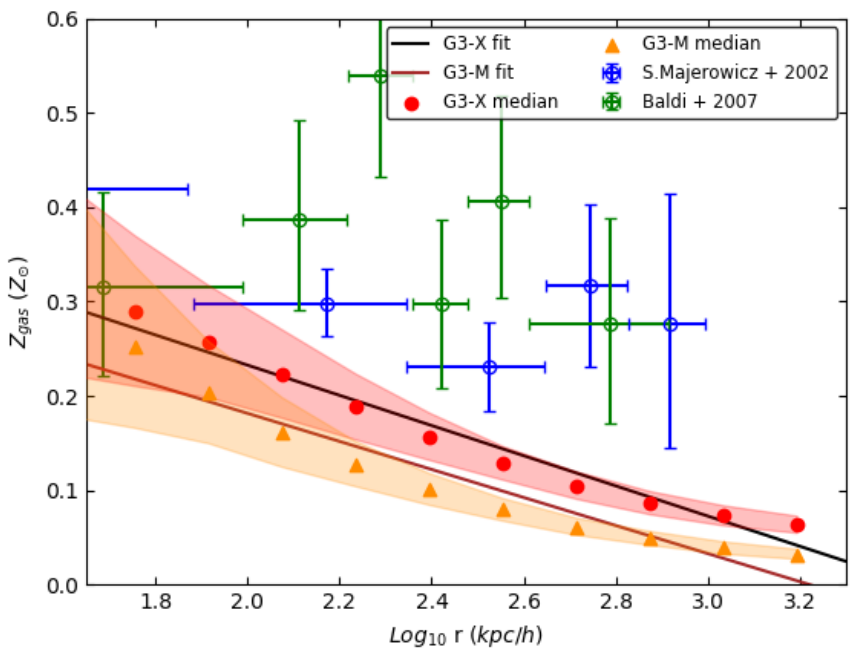 0.6
0.5
0.4
0.3
0.2
0.1
0.0
Z_gas (Z_⊙)
G3-X fit
G3-M fit
G3-X median
G3-M median
S.Majerowicz + 2002
Baldi + 2007
1.8 2.0 2.2 2.4 2.6 2.8 3.0 3.2
Log₁₀ r (kpc/h)